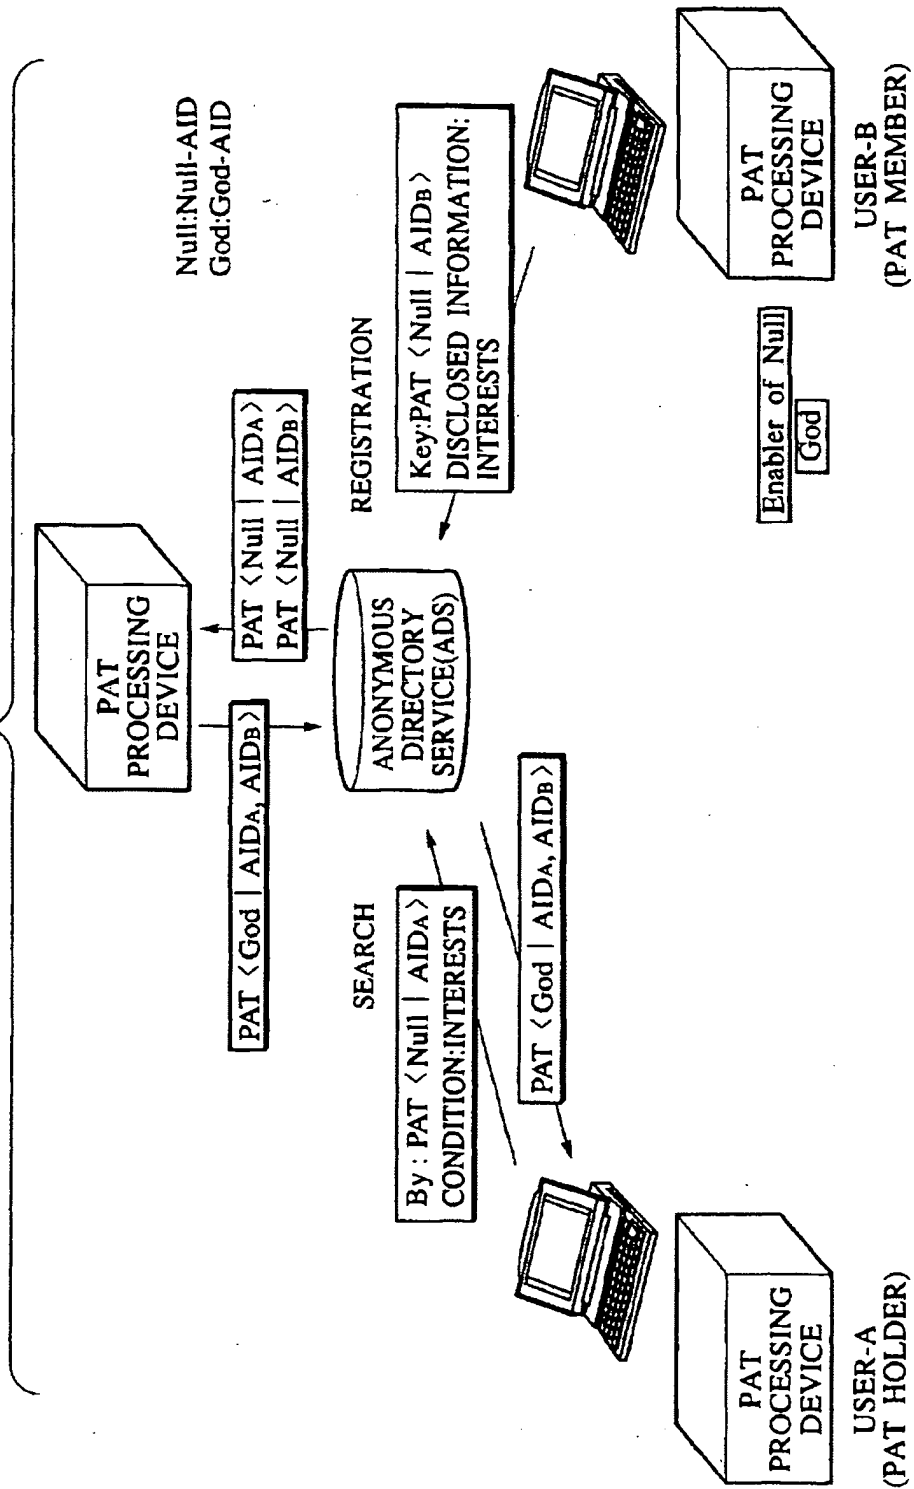 Null:Null-AID
God:God-AID
PAT
PROCESSING
DEVICE
PAT <God | AIDA, AIDB>
PAT <Null | AIDA>
PAT <Null | AIDB>
ANONYMOUS
DIRECTORY
SERVICE(ADS)
SEARCH
By : PAT <Null | AIDA>
CONDITION:INTERESTS
PAT <God | AIDA, AIDB>
REGISTRATION
Key:PAT <Null | AIDB>
DISCLOSED INFORMATION:
INTERESTS
PAT
PROCESSING
DEVICE
USER-A
(PAT HOLDER)
Enabler of Null
God
PAT
PROCESSING
DEVICE
USER-B
(PAT MEMBER)